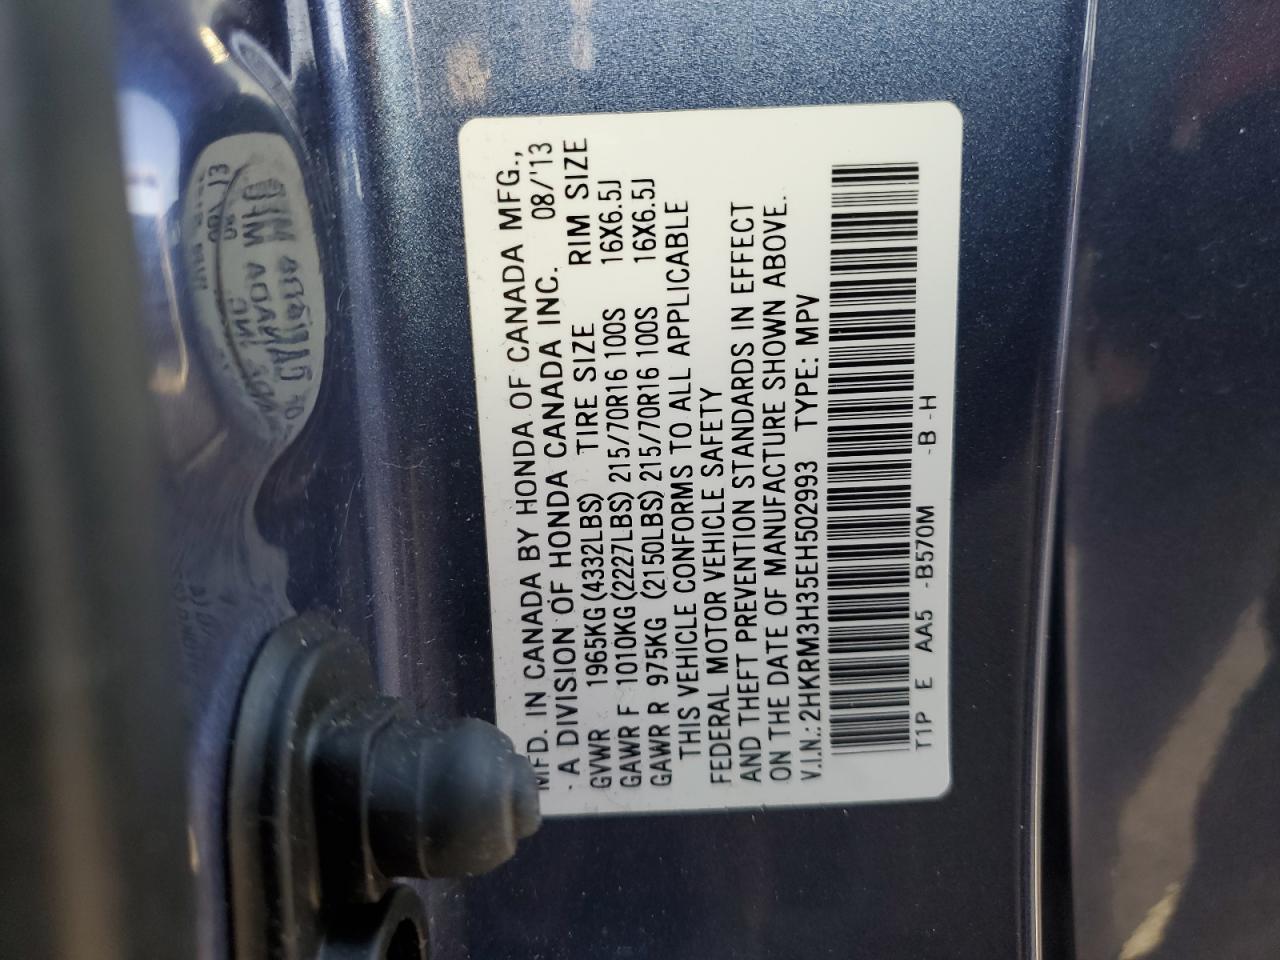 MFD. IN CANADA BY HONDA OF CANADA MFG.,
A DIVISION OF HONDA CANADA INC. 08/'13
GVWR 1965KG (4332LBS) TIRE SIZE RIM SIZE
GAWR F 1010KG (2227LBS) 215/70R16 100S 16X6.5J
GAWR R 975KG (2150LBS) 215/70R16 100S 16X6.5J
THIS VEHICLE CONFORMS TO ALL APPLICABLE
FEDERAL MOTOR VEHICLE SAFETY
AND THEFT PREVENTION STANDARDS IN EFFECT
ON THE DATE OF MANUFACTURE SHOWN ABOVE.
V.I.N.: 2HKRM3H35EH502993 TYPE: MPV
T1P E AA5 -B570M -B -H